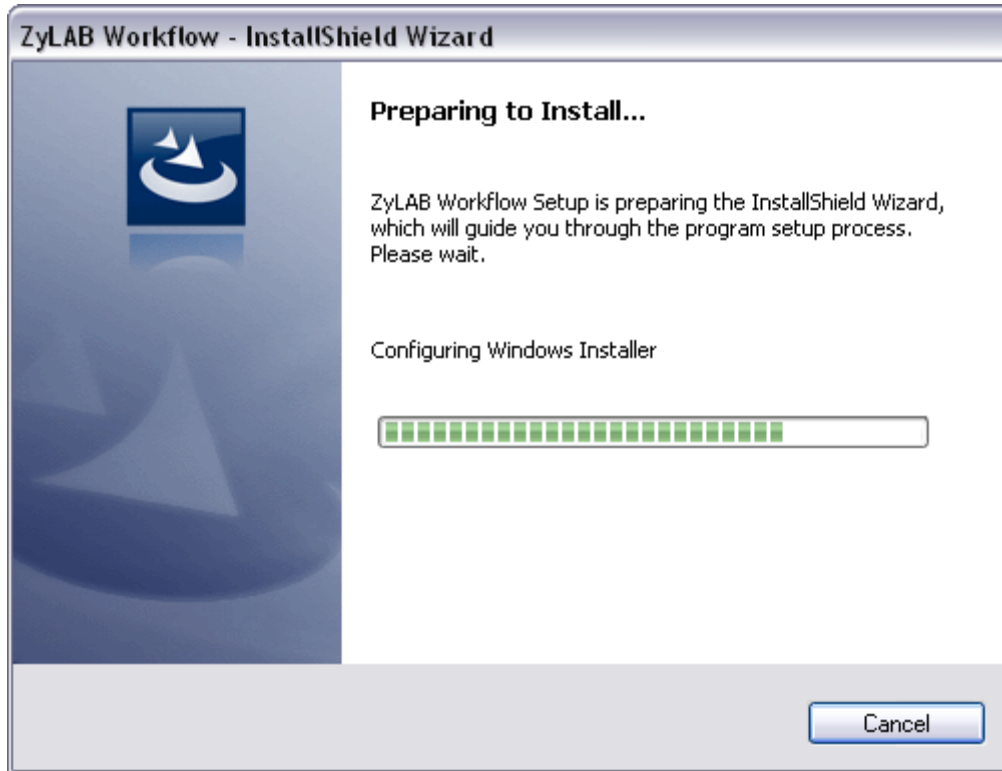 ZyLAB Workflow - InstallShield Wizard
Preparing to Install...
ZyLAB Workflow Setup is preparing the InstallShield Wizard,
which will guide you through the program setup process.
Please wait.
Configuring Windows Installer
Cancel